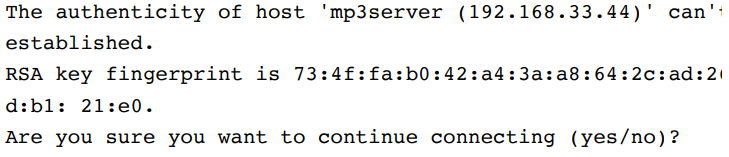 The authenticity of host 'mp3server (192.168.33.44)' can'
established.
RSA key fingerprint is 73:4f:fa:b0:42:a4:3a:a8:64:2c:ad:2
d:b1: 21:e0.
Are you sure you want to continue connecting (yes/no)?